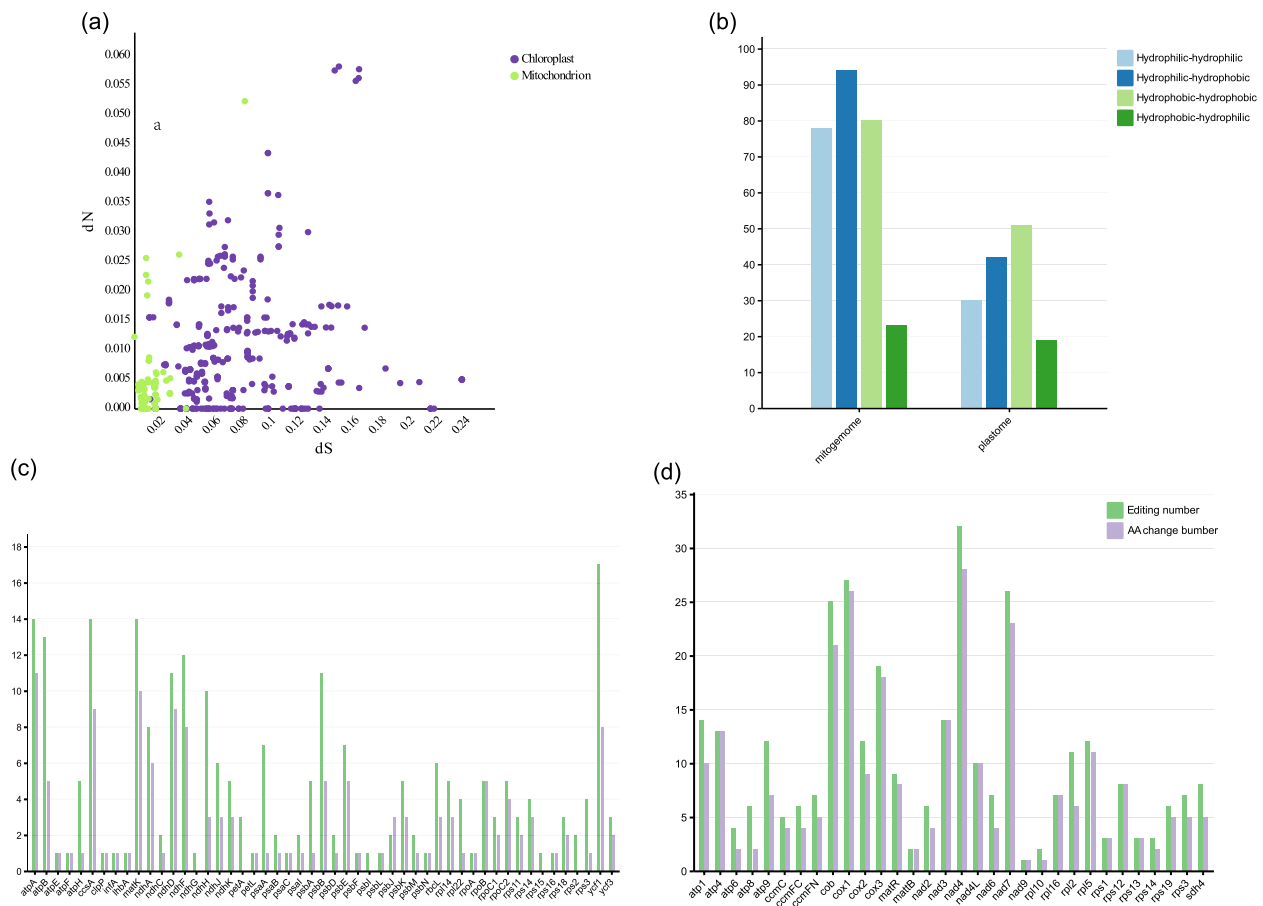 (a)
0.060
0.055
0.050
0.045
0.040
0.035
0.030
0.025
0.020
0.015
0.010
0.005
0.000
dN
a
0.02
0.04
0.06
0.08
0.1
0.12
0.14
0.16
0.18
0.2
0.22
0.24
dS
Chloroplast
Mitochondrion
(b)
100
90
80
70
60
50
40
30
20
10
0
mitogemome
plastome
Hydrophilic-hydrophilic
Hydrophilic-hydrophobic
Hydrophobic-hydrophobic
Hydrophobic-hydrophilic
(c)
18
16
14
12
10
8
6
4
2
0
atpA
atpB
atpE
atpF
atpH
ccsA
clpP
infA
matK
ndhA
ndhC
ndhD
ndhF
ndhG
ndhH
ndhJ
ndhK
petA
petL
psaA
psaB
psaC
psaI
psbA
psbB
psbD
psbE
psbF
psbI
psbL
psbJ
psbK
psbM
psbN
rbcL
rpl14
rpl22
rpoA
rpoB
rpoC1
rpoC2
rps11
rps14
rps15
rps16
rps18
rps2
rps3
ycf1
ycf3
(d)
35
30
25
20
15
10
5
0
Editing number
AA change bumber
atp1
atp4
atp6
atp8
atp9
ccmC
ccmFC
ccmFN
cob
cox1
cox2
cox3
matR
mattB
nad2
nad3
nad4
nad4L
nad6
nad7
nad9
rpl10
rpl16
rpl2
rpl5
rps1
rps12
rps13
rps14
rps19
rps3
sdh4